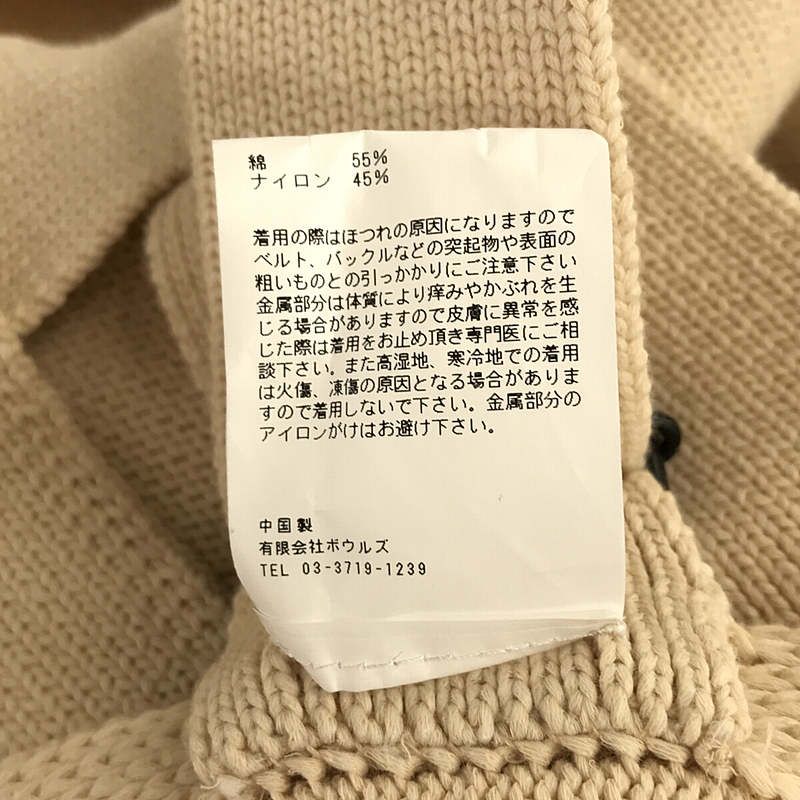 綿 55%
ナイロン 45%
着用の際はほつれの原因になりますので
ベルト、バックルなどの突起物や表面の
粗いものとの引っかかりにご注意下さい
金属部分は体質により痒みやかぶれを生
じる場合がありますので皮膚に異常を感
じた際は着用をお止め頂き専門医にご相
談下さい。また高湿地、寒冷地での着用
は火傷、凍傷の原因となる場合がありま
すので着用しないで下さい。金属部分の
アイロンがけはお避け下さい。
中国製
有限会社ボウルズ
TEL 03-3719-1239